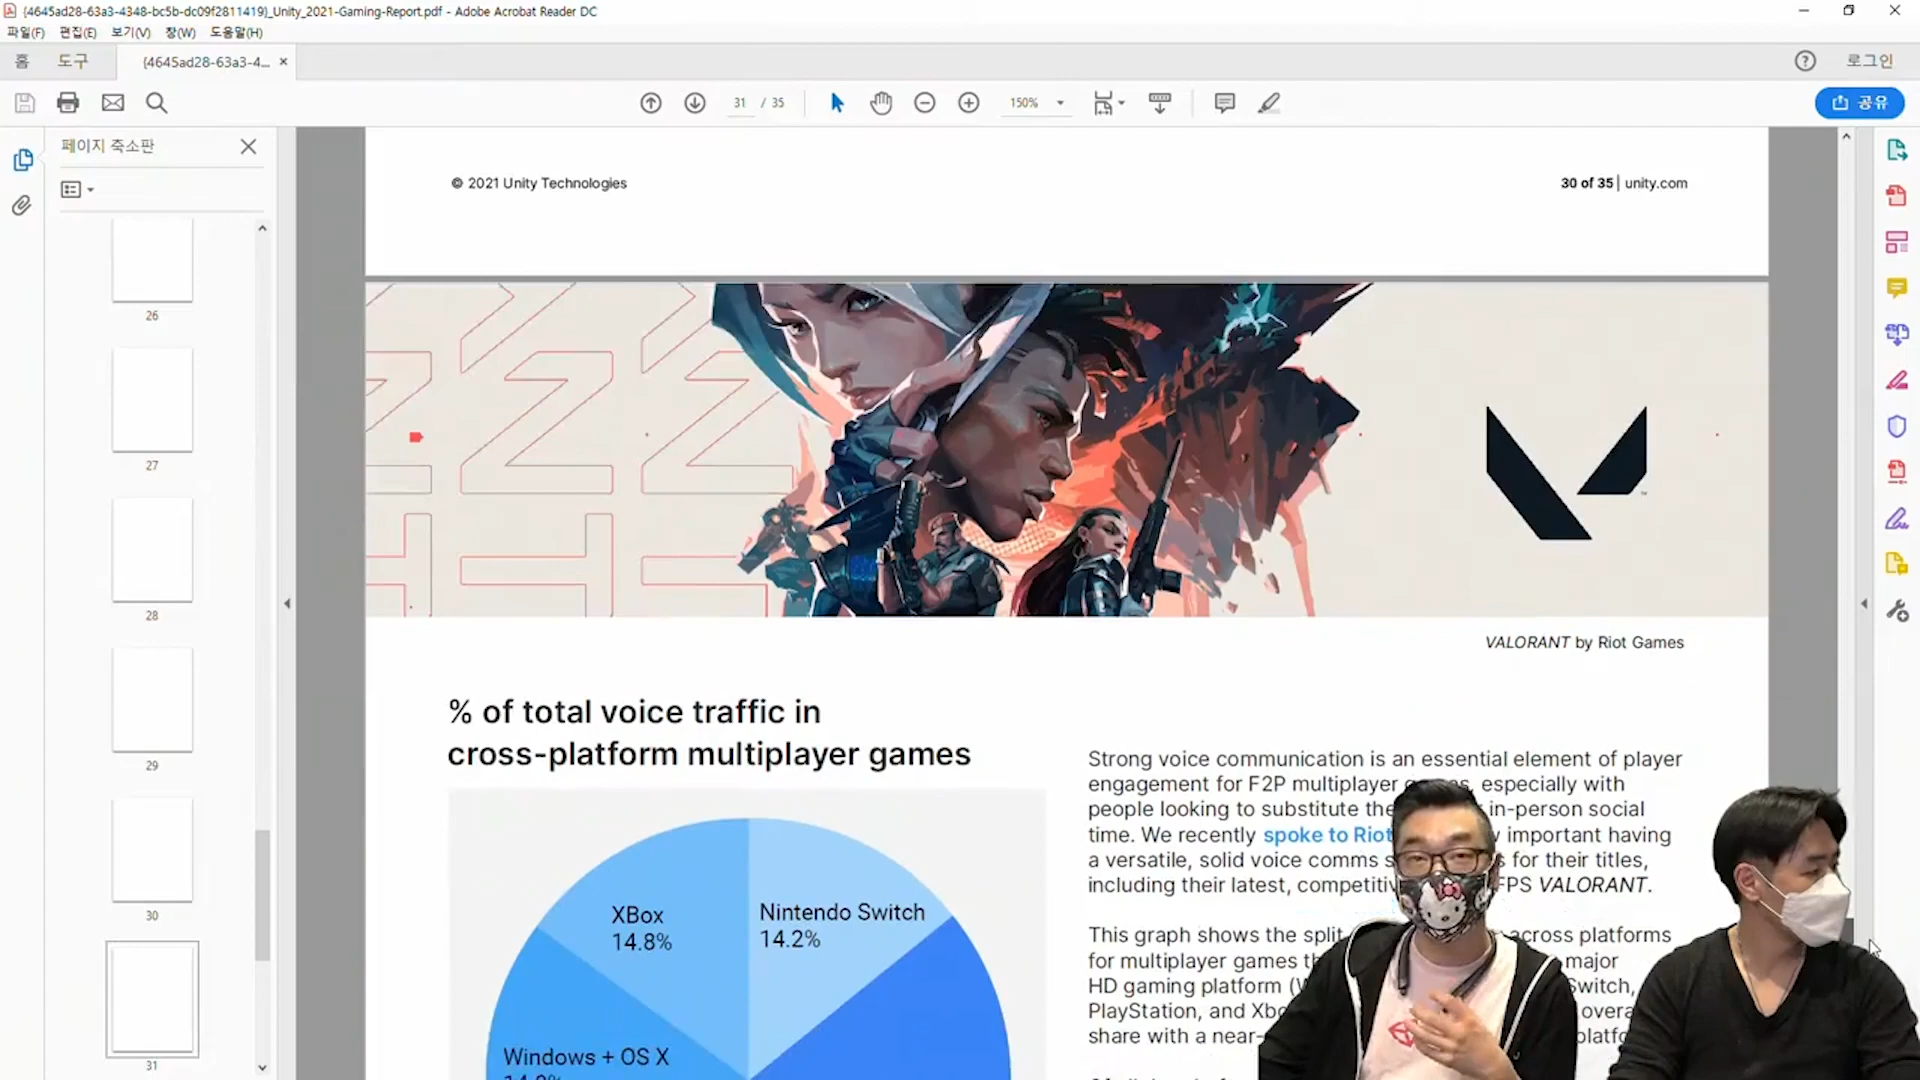 {4645ad28-63a3-4348-bc5b-dc09f2811419}_Unity_2021-Gaming-Report.pdf - Adobe Acrobat Reader DC
파일(F) 편집(E) 보기(V) 창(W) 도움말(H)
홈 도구 {4645ad28-63a3-4... 로그인
31 / 35 150% 공유
페이지 축소판
26
27
28
29
30
31
© 2021 Unity Technologies
30 of 35 | unity.com
VALORANT by Riot Games
% of total voice traffic in
cross-platform multiplayer games
XBox
14.8%
Nintendo Switch
14.2%
Windows + OS X
Strong voice communication is an essential element of player
engagement for F2P multiplayer especially with
people looking to substitute in-person social
time. We recently spoke to Riot important having
a versatile, solid voice comms for their titles,
including their latest, FPS VALORANT.
This graph shows the split across platforms
for multiplayer games major
HD gaming platform Switch,
PlayStation, and
share with a